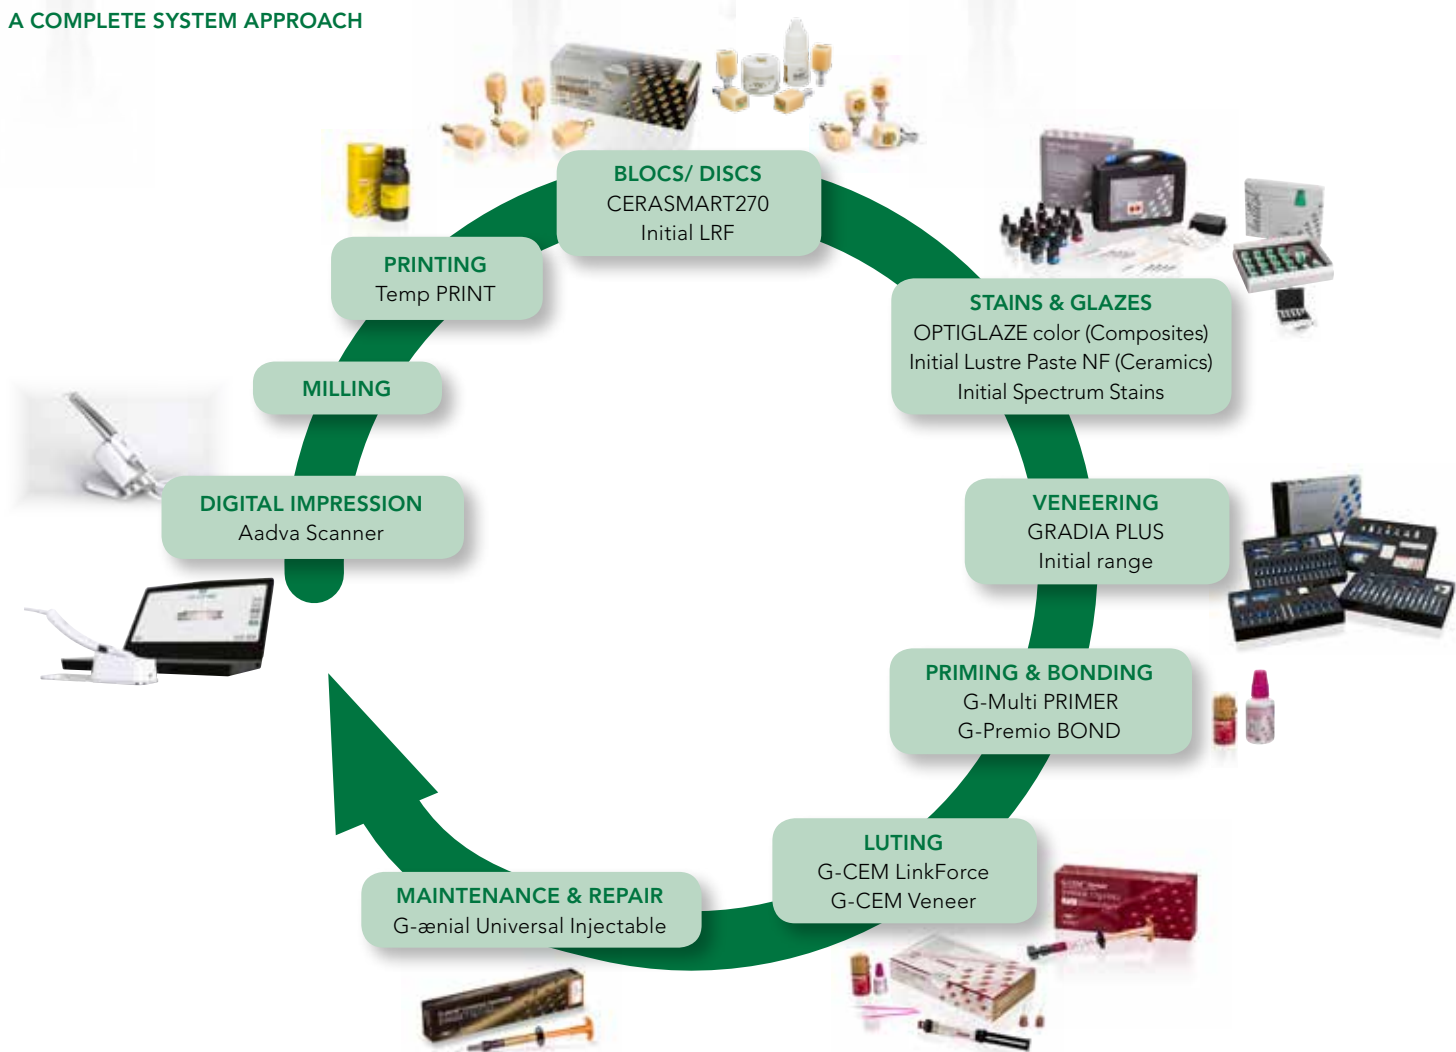 A COMPLETE SYSTEM APPROACH
BLOCS/ DISCS
CERASMART270
Initial LRF
PRINTING
Temp PRINT
STAINS & GLAZES
OPTIGLAZE color (Composites)
Initial Lustre Paste NF (Ceramics)
Initial Spectrum Stains
MILLING
DIGITAL IMPRESSION
Aadva Scanner
VENEERING
GRADIA PLUS
Initial range
PRIMING & BONDING
G-Multi PRIMER
G-Premio BOND
LUTING
G-CEM LinkForce
G-CEM Veneer
MAINTENANCE & REPAIR
G-ænial Universal Injectable